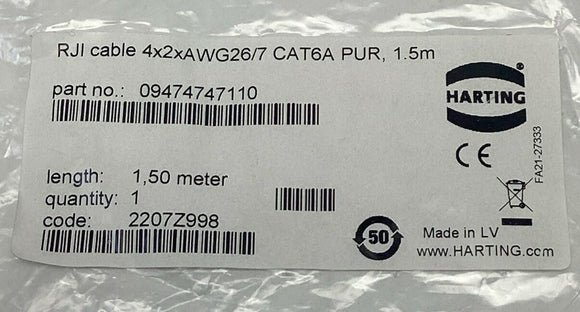 RJI cable 4x2xAWG26/7 CAT6A PUR, 1.5m
part no.: 09474747110
HARTING
CE
FA21-27333
length: 1,50 meter
quantity: 1
code: 2207Z998
50
Made in LV
www.HARTING.com